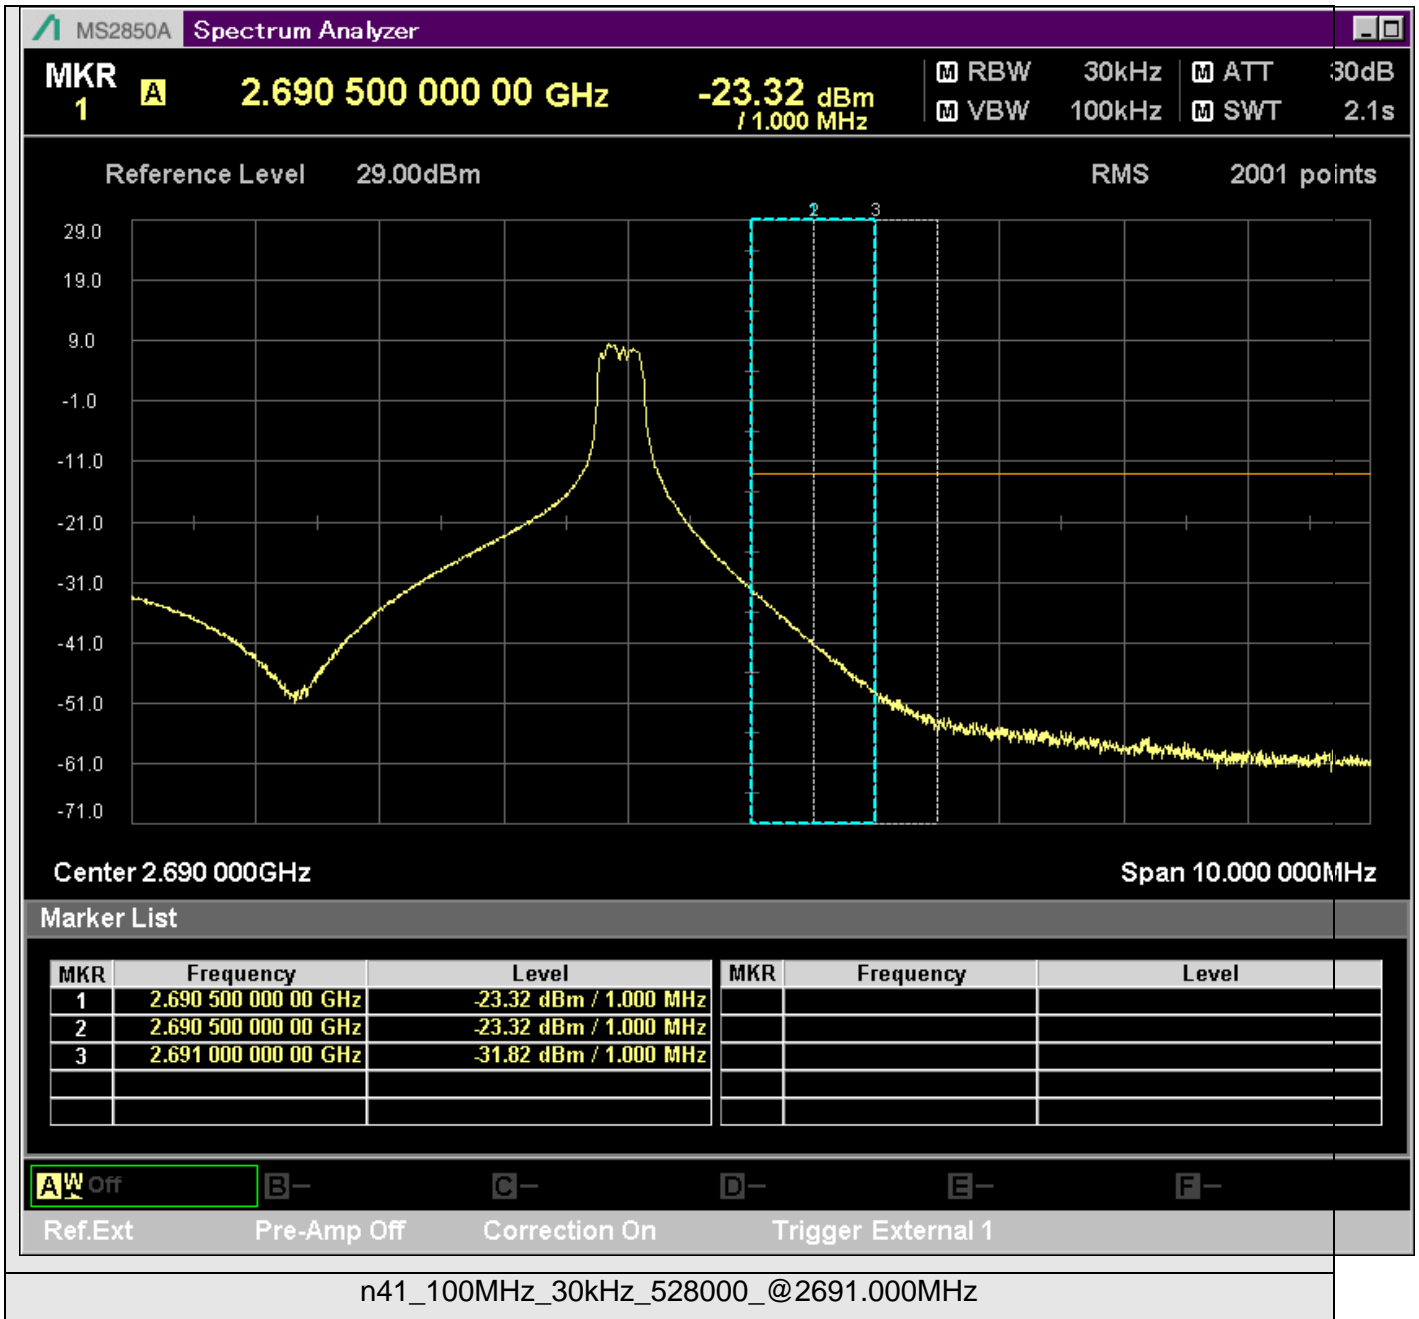 MS2850A Spectrum Analyzer
MKR 1 A 2.690 500 000 00 GHz -23.32 dBm / 1.000 MHz
M RBW 30kHz M ATT 30dB
M VBW 100kHz M SWT 2.1s
Reference Level 29.00dBm RMS 2001 points
1 2 3
29.0
19.0
9.0
-1.0
-11.0
-21.0
-31.0
-41.0
-51.0
-61.0
-71.0
Center 2.690 000GHz Span 10.000 000MHz
Marker List
MKR Frequency Level MKR Frequency Level
1 2.690 500 000 00 GHz -23.32 dBm / 1.000 MHz
2 2.690 500 000 00 GHz -23.32 dBm / 1.000 MHz
3 2.691 000 000 00 GHz -31.82 dBm / 1.000 MHz
A W Off B- C- D- E- F-
Ref.Ext Pre-Amp Off Correction On Trigger External 1
n41_100MHz_30kHz_528000_@2691.000MHz